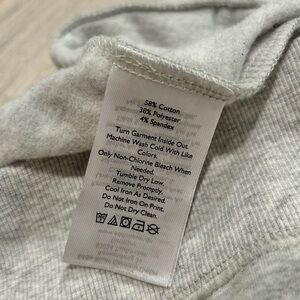 58% Cotton
38% Polyester
4% Spandex
Turn Garment Inside Out.
Machine Wash Cold With Like
Colors.
Only Non-Chlorine Bleach When
Needed.
Tumble Dry Low.
Remove Promptly.
Cool Iron As Desired.
Do Not Iron On Print.
Do Not Dry Clean.